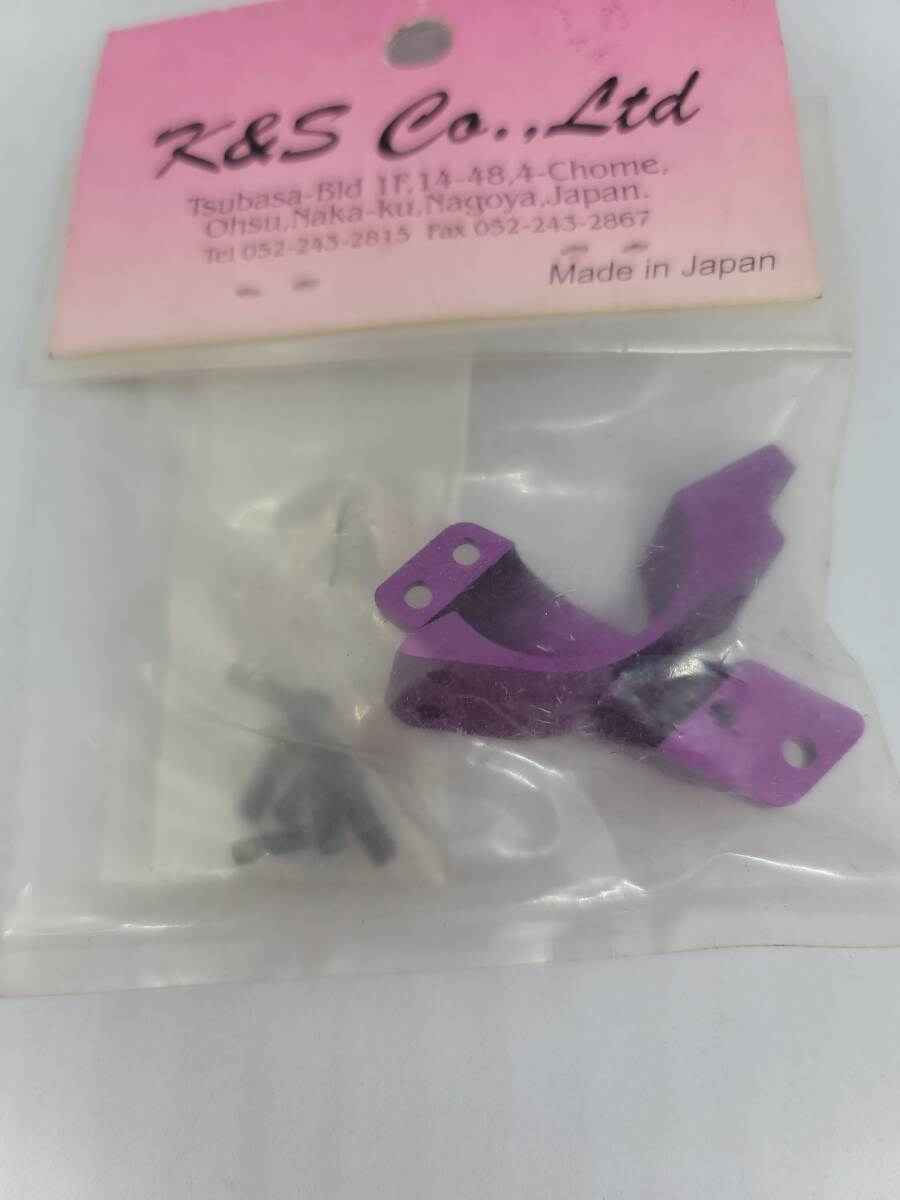 K&S Co.,Ltd
Tsubasa-Bld 1F,14-48,4-Chome,
Ohsu,Naka-ku,Nagoya,Japan.
Tel 052-243-2815 Fax 052-243-2867
Made in Japan